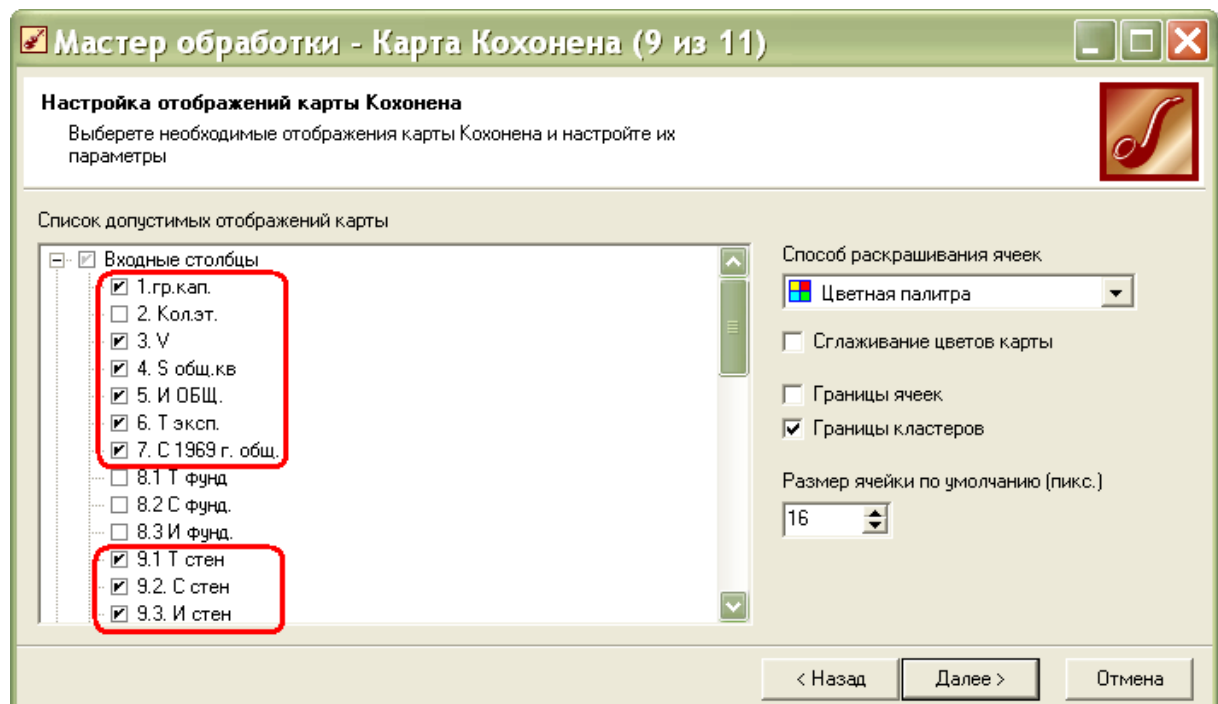 Мастер обработки - Карта Кохонена (9 из 11)
Настройка отображений карты Кохонена
Выберете необходимые отображения карты Кохонена и настройте их
параметры
Список допустимых отображений карты
Входные столбцы
1.гр.кап.
2. Кол.эт.
3. V
4. S общ.кв
5. И ОБЩ.
6. Т эксп.
7. С 1969 г. общ.
8.1 Т фунд
8.2 С фунд.
8.3 И фунд.
9.1 Т стен
9.2. С стен
9.3. И стен
Способ раскрашивания ячеек
Цветная палитра
Сглаживание цветов карты
Границы ячеек
Границы кластеров
Размер ячейки по умолчанию (пикс.)
16
< Назад
Далее >
Отмена